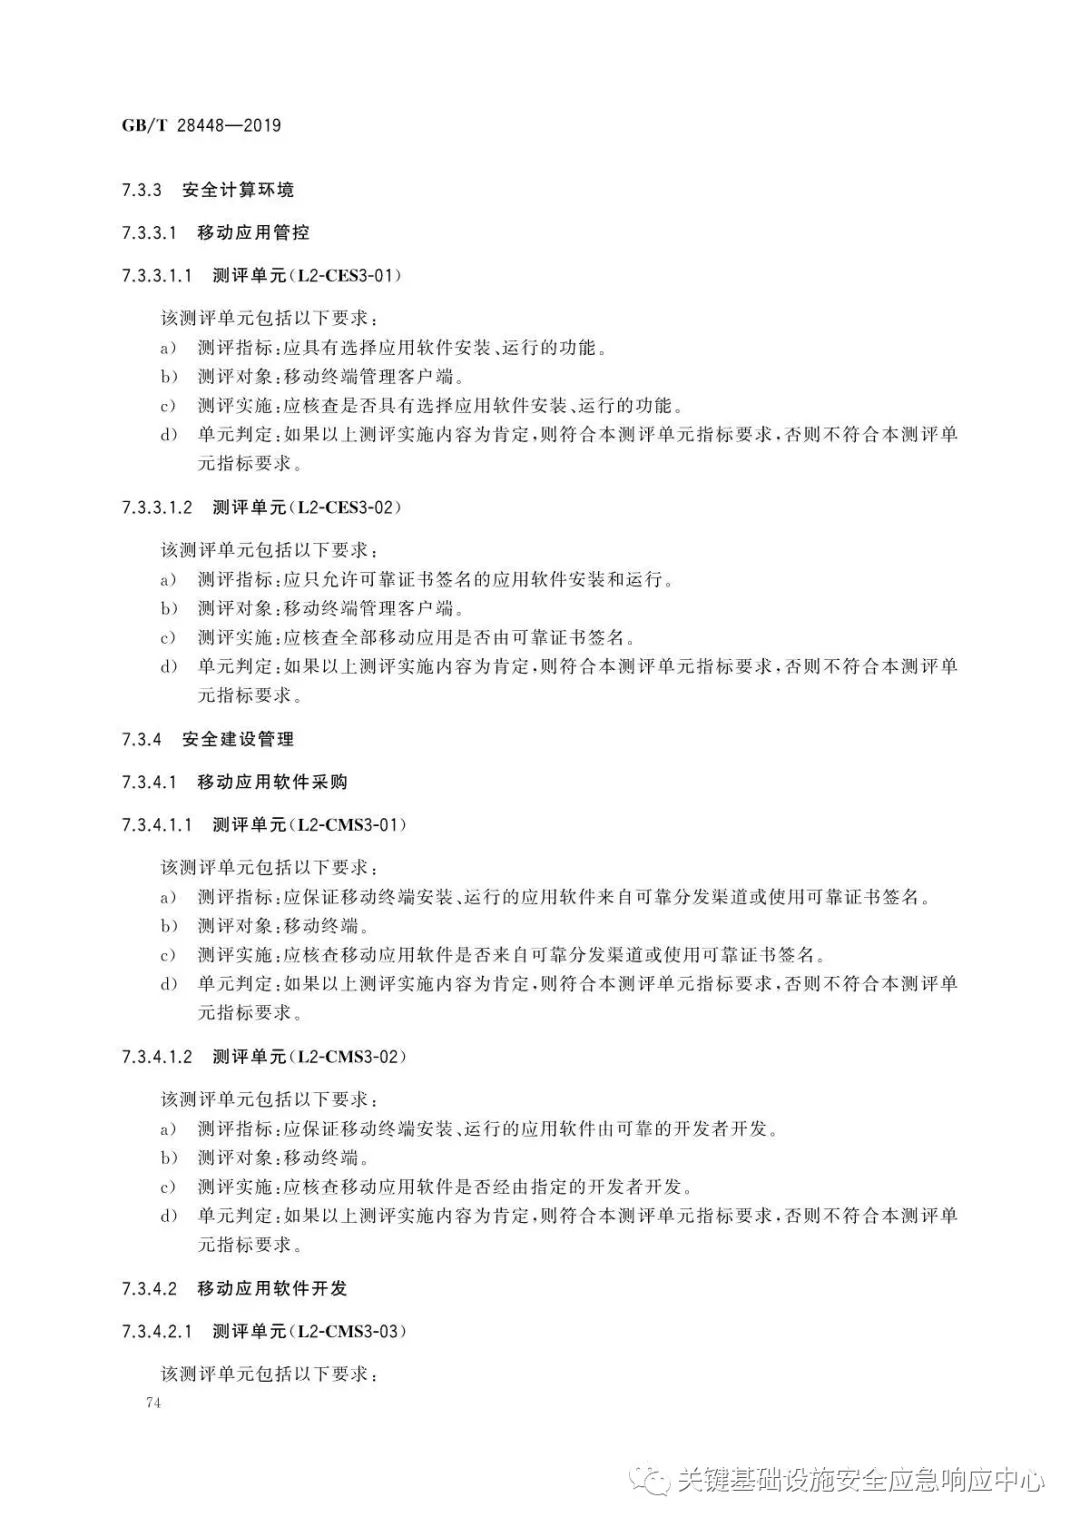 GB/T 28448—2019
7.3.3 安全计算环境
7.3.3.1 移动应用管控
7.3.3.1.1 测评单元(L2-CES3-01)
该测评单元包括以下要求:
a) 测评指标:应具有选择应用软件安装、运行的功能。
b) 测评对象:移动终端管理客户端。
c) 测评实施:应核查是否具有选择应用软件安装、运行的功能。
d) 单元判定:如果以上测评实施内容为肯定,则符合本测评单元指标要求,否则不符合本测评单
元指标要求。
7.3.3.1.2 测评单元(L2-CES3-02)
该测评单元包括以下要求:
a) 测评指标:应只允许可靠证书签名的应用软件安装和运行。
b) 测评对象:移动终端管理客户端。
c) 测评实施:应核查全部移动应用是否由可靠证书签名。
d) 单元判定:如果以上测评实施内容为肯定,则符合本测评单元指标要求,否则不符合本测评单
元指标要求。
7.3.4 安全建设管理
7.3.4.1 移动应用软件采购
7.3.4.1.1 测评单元(L2-CMS3-01)
该测评单元包括以下要求:
a) 测评指标:应保证移动终端安装、运行的应用软件来自可靠分发渠道或使用可靠证书签名。
b) 测评对象:移动终端。
c) 测评实施:应核查移动应用软件是否来自可靠分发渠道或使用可靠证书签名。
d) 单元判定:如果以上测评实施内容为肯定,则符合本测评单元指标要求,否则不符合本测评单
元指标要求。
7.3.4.1.2 测评单元(L2-CMS3-02)
该测评单元包括以下要求:
a) 测评指标:应保证移动终端安装、运行的应用软件由可靠的开发者开发。
b) 测评对象:移动终端。
c) 测评实施:应核查移动应用软件是否经由指定的开发者开发。
d) 单元判定:如果以上测评实施内容为肯定,则符合本测评单元指标要求,否则不符合本测评单
元指标要求。
7.3.4.2 移动应用软件开发
7.3.4.2.1 测评单元(L2-CMS3-03)
该测评单元包括以下要求:
74
关键基础设施安全应急响应中心